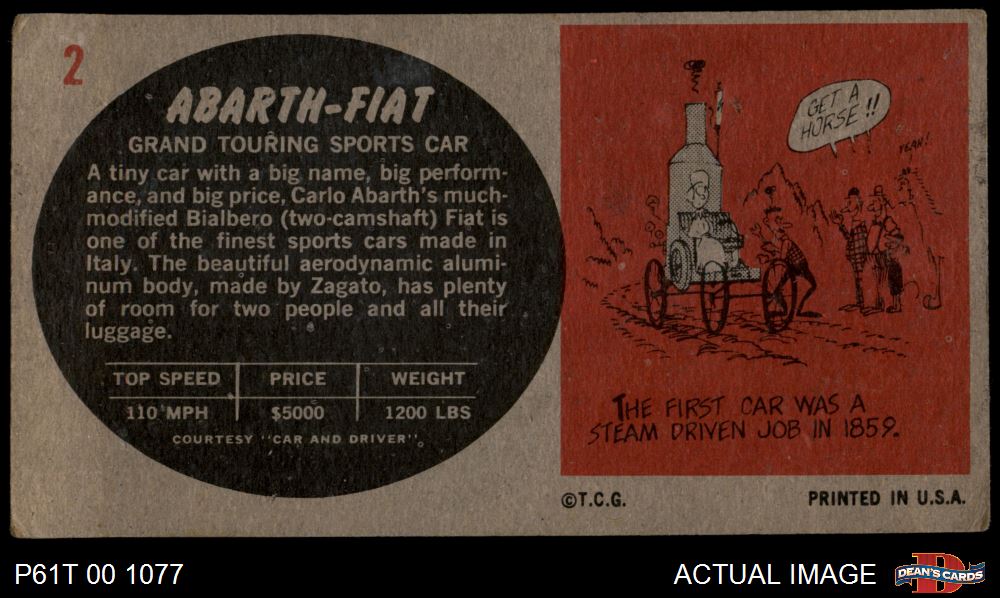 2
ABARTH-FIAT
GRAND TOURING SPORTS CAR
A tiny car with a big name, big perform-
ance, and big price, Carlo Abarth's much-
modified Bialbero (two-camshaft) Fiat is
one of the finest sports cars made in
Italy. The beautiful aerodynamic alumi-
num body, made by Zagato, has plenty
of room for two people and all their
luggage.
TOP SPEED PRICE WEIGHT
110 MPH $5000 1200 LBS
COURTESY "CAR AND DRIVER".
GET A
HORSE!!
YEAH!
THE FIRST CAR WAS A
STEAM DRIVEN JOB IN 1859.
©T.C.G. PRINTED IN U.S.A.
P61T 00 1077 ACTUAL IMAGE DEAN'S CARDS